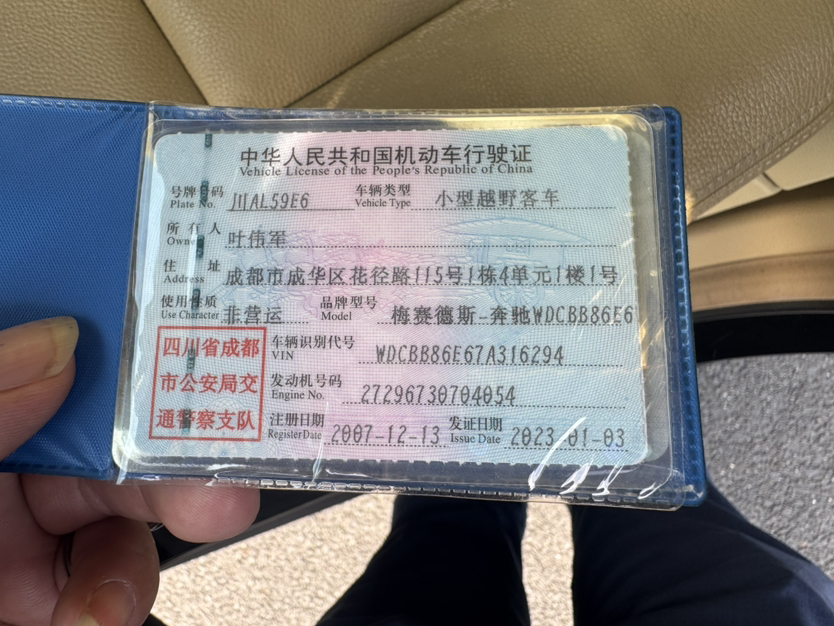 中华人民共和国机动车行驶证
Vehicle License of the People's Republic of China
号牌号码 川AL59E6 车辆类型 小型越野客车
Plate No. Vehicle Type
所有人 叶伟军
Owner
住址 成都市成华区花径路115号1栋4单元1楼1号
Address
使用性质 非营运 品牌型号 梅赛德斯-奔驰WDCBB86E6
Use Character Model
四川省成都
市公安局交
通警察支队
车辆识别代号 WDCBB86E67A316294
VIN
发动机号码 27296730704054
Engine No.
注册日期 2007-12-13 发证日期 2023-01-03
Register Date Issue Date